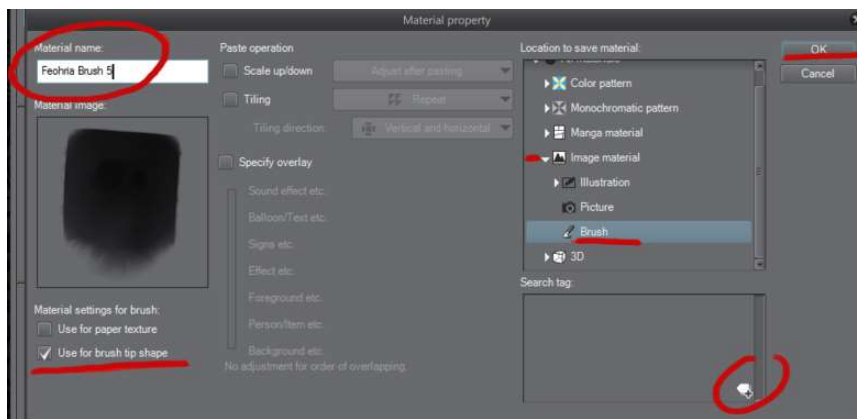 Material property
Material name:
Feohria Brush 5
Material image:
Material settings for brush:
Use for paper texture
Use for brush tip shape
Paste operation
Scale up/down
Adjust after pasting
Tiling
Repeat
Tiling direction:
Vertical and horizontal
Specify overlay
Sound effect etc.
Balloon/Text etc.
Signs etc.
Effect etc.
Foreground etc.
Person/Item etc.
Background etc.
No adjustment for order of overlapping.
Location to save material:
Color pattern
Monochromatic pattern
Manga material
Image material
Illustration
Picture
Brush
3D
Search tag:
OK
Cancel